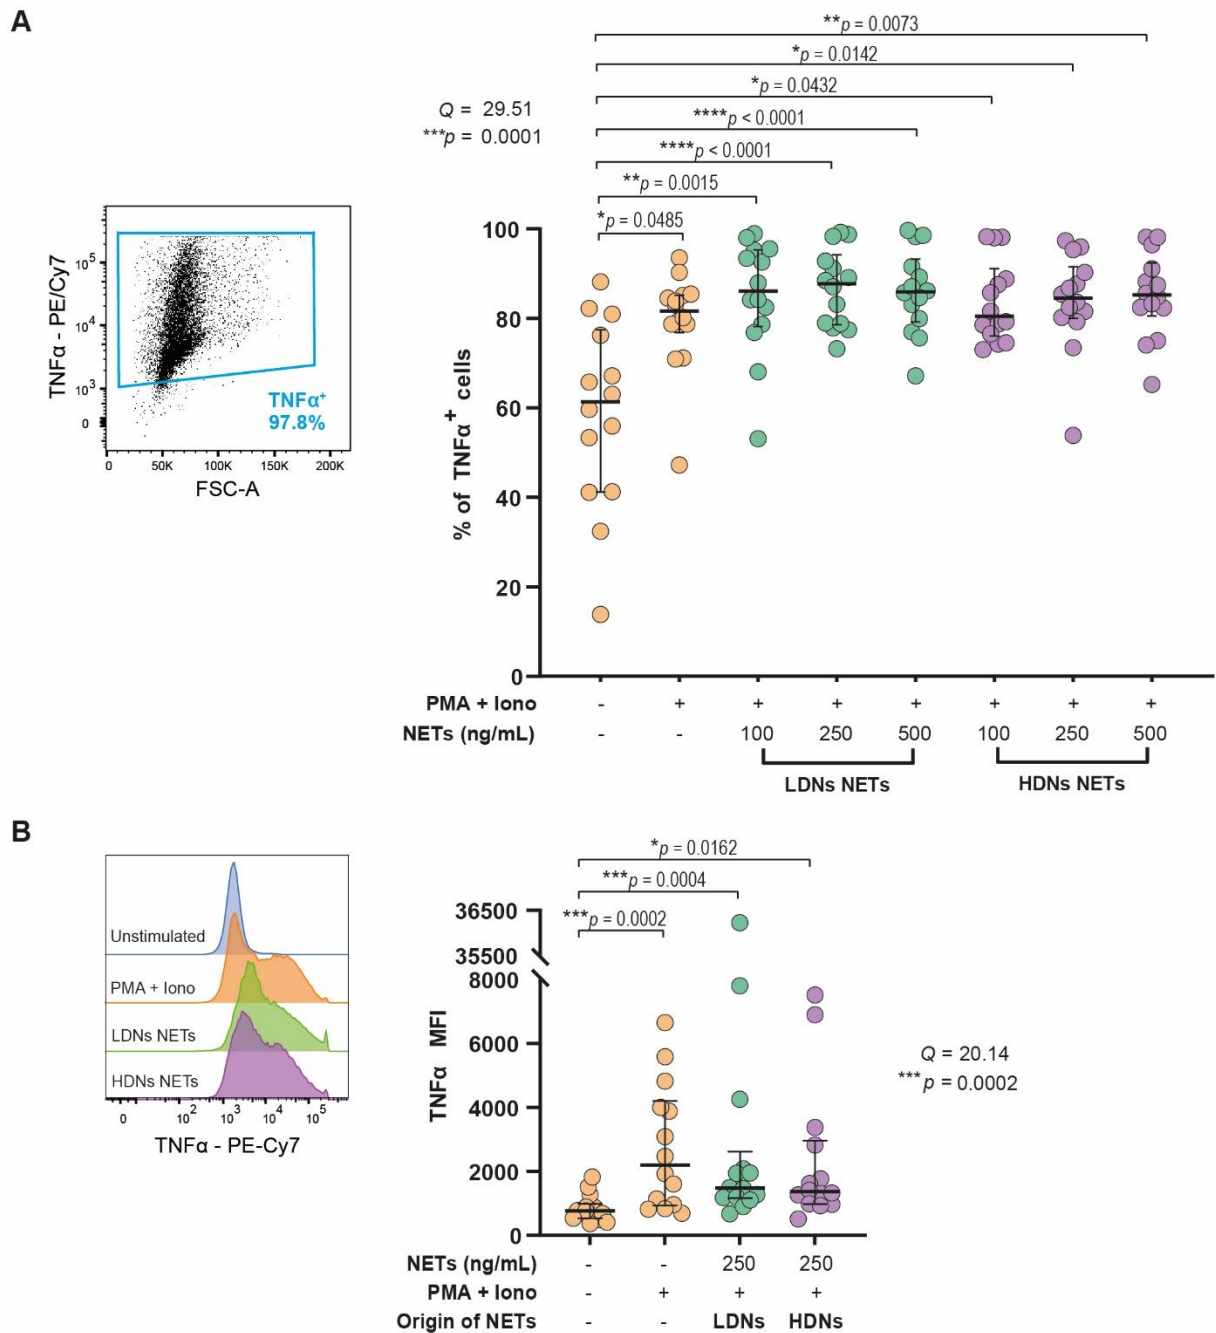 A
**p = 0.0073
*p = 0.0142
*p = 0.0432
Q = 29.51
***p = 0.0001
****p < 0.0001
****p < 0.0001
**p = 0.0015
*p = 0.0485
TNFα - PE/Cy7
10⁵
10⁴
10³
0
TNFα⁺
97.8%
0 50K 100K 150K 200K
FSC-A
% of TNFα⁺ cells
100
80
60
40
20
0
PMA + Iono - + + + + + + +
NETs (ng/mL) - - 100 250 500 100 250 500
LDNs NETs HDNs NETs
B
Unstimulated
PMA + Iono
LDNs NETs
HDNs NETs
0 10² 10³ 10⁴ 10⁵
TNFα - PE-Cy7
*p = 0.0162
***p = 0.0004
***p = 0.0002
TNFα MFI
36500
35500
8000
6000
4000
2000
0
Q = 20.14
***p = 0.0002
NETs (ng/mL) - - 250 250
PMA + Iono - + + +
Origin of NETs - - LDNs HDNs